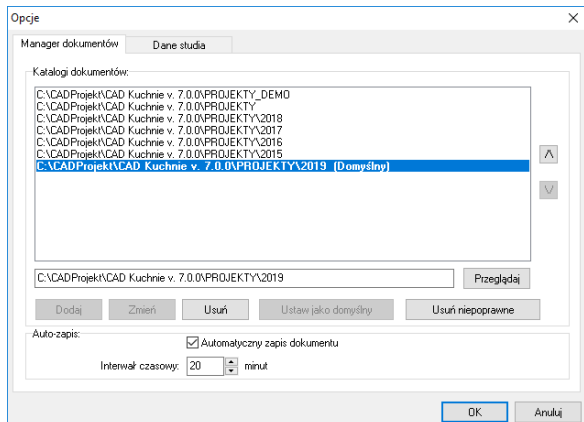 Opcje
Manager dokumentów
Dane studia
Katalogi dokumentów:
C:\CADProjekt\CAD Kuchnie v. 7.0.0\PROJEKTY_DEMO
C:\CADProjekt\CAD Kuchnie v. 7.0.0\PROJEKTY
C:\CADProjekt\CAD Kuchnie v. 7.0.0\PROJEKTY\2018
C:\CADProjekt\CAD Kuchnie v. 7.0.0\PROJEKTY\2017
C:\CADProjekt\CAD Kuchnie v. 7.0.0\PROJEKTY\2016
C:\CADProjekt\CAD Kuchnie v. 7.0.0\PROJEKTY\2015
C:\CADProjekt\CAD Kuchnie v. 7.0.0\PROJEKTY\2019 (Domyślny)
C:\CADProjekt\CAD Kuchnie v. 7.0.0\PROJEKTY\2019
Przeglądaj
Dodaj
Zmień
Usuń
Ustaw jako domyślny
Usuń niepoprawne
Auto-zapis:
Automatyczny zapis dokumentu
Interwał czasowy: 20 minut
OK
Anuluj